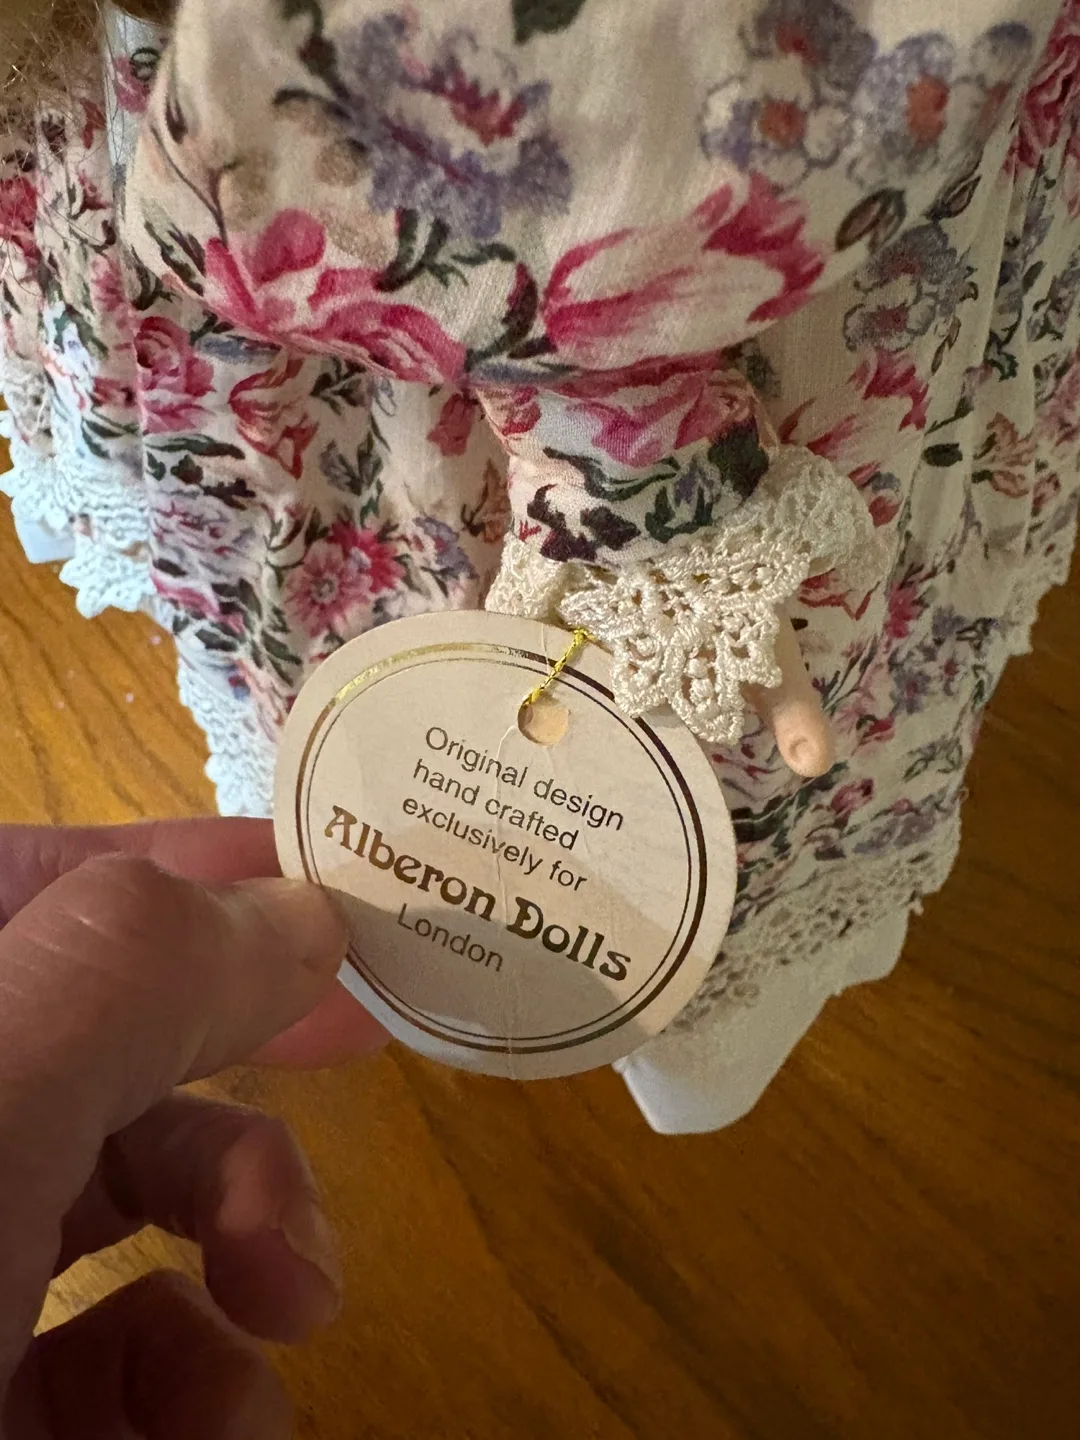 Original design
hand crafted
exclusively for
Alberon Dolls
London